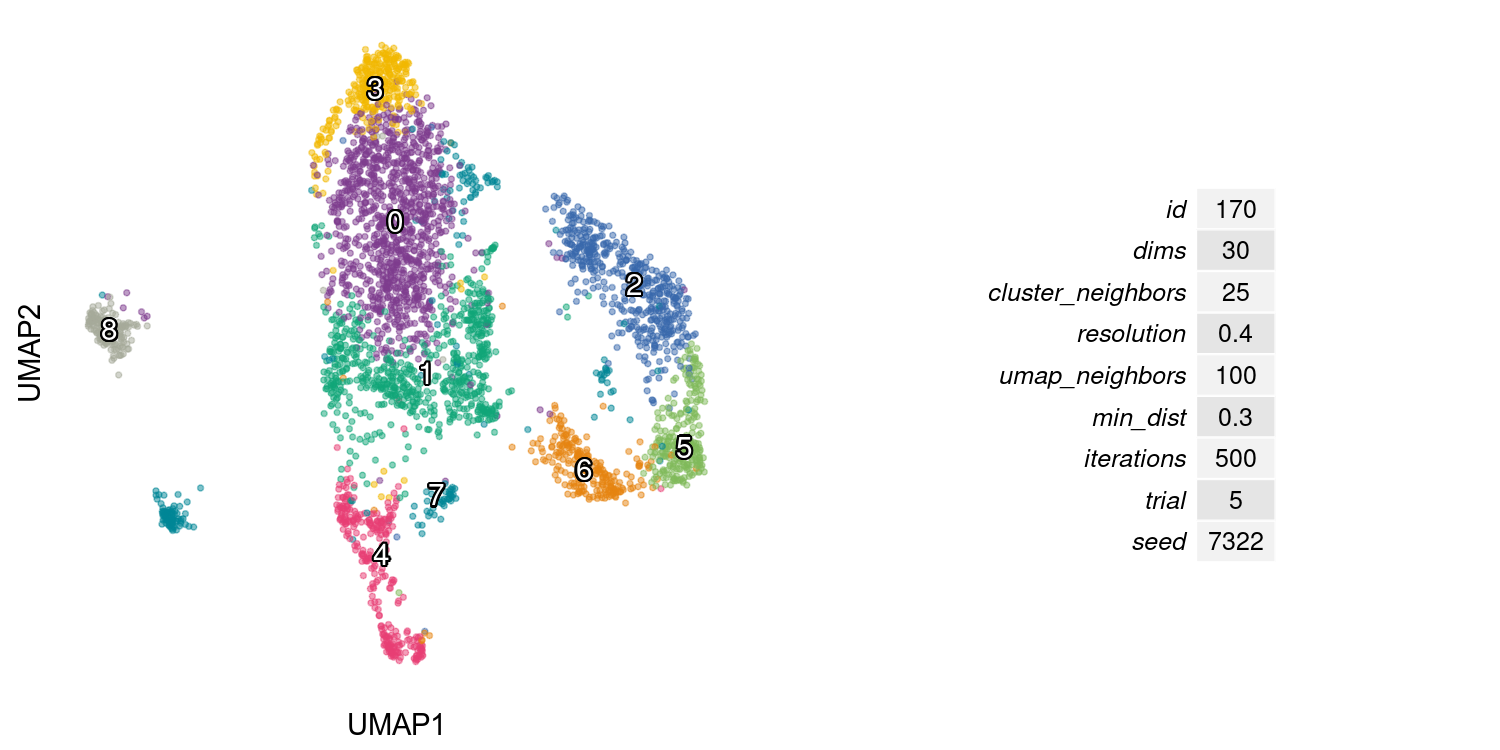 3
0
2
8
1
5
6
7
4
UMAP1
UMAP2
id 170
dims 30
cluster_neighbors 25
resolution 0.4
umap_neighbors 100
min_dist 0.3
iterations 500
trial 5
seed 7322